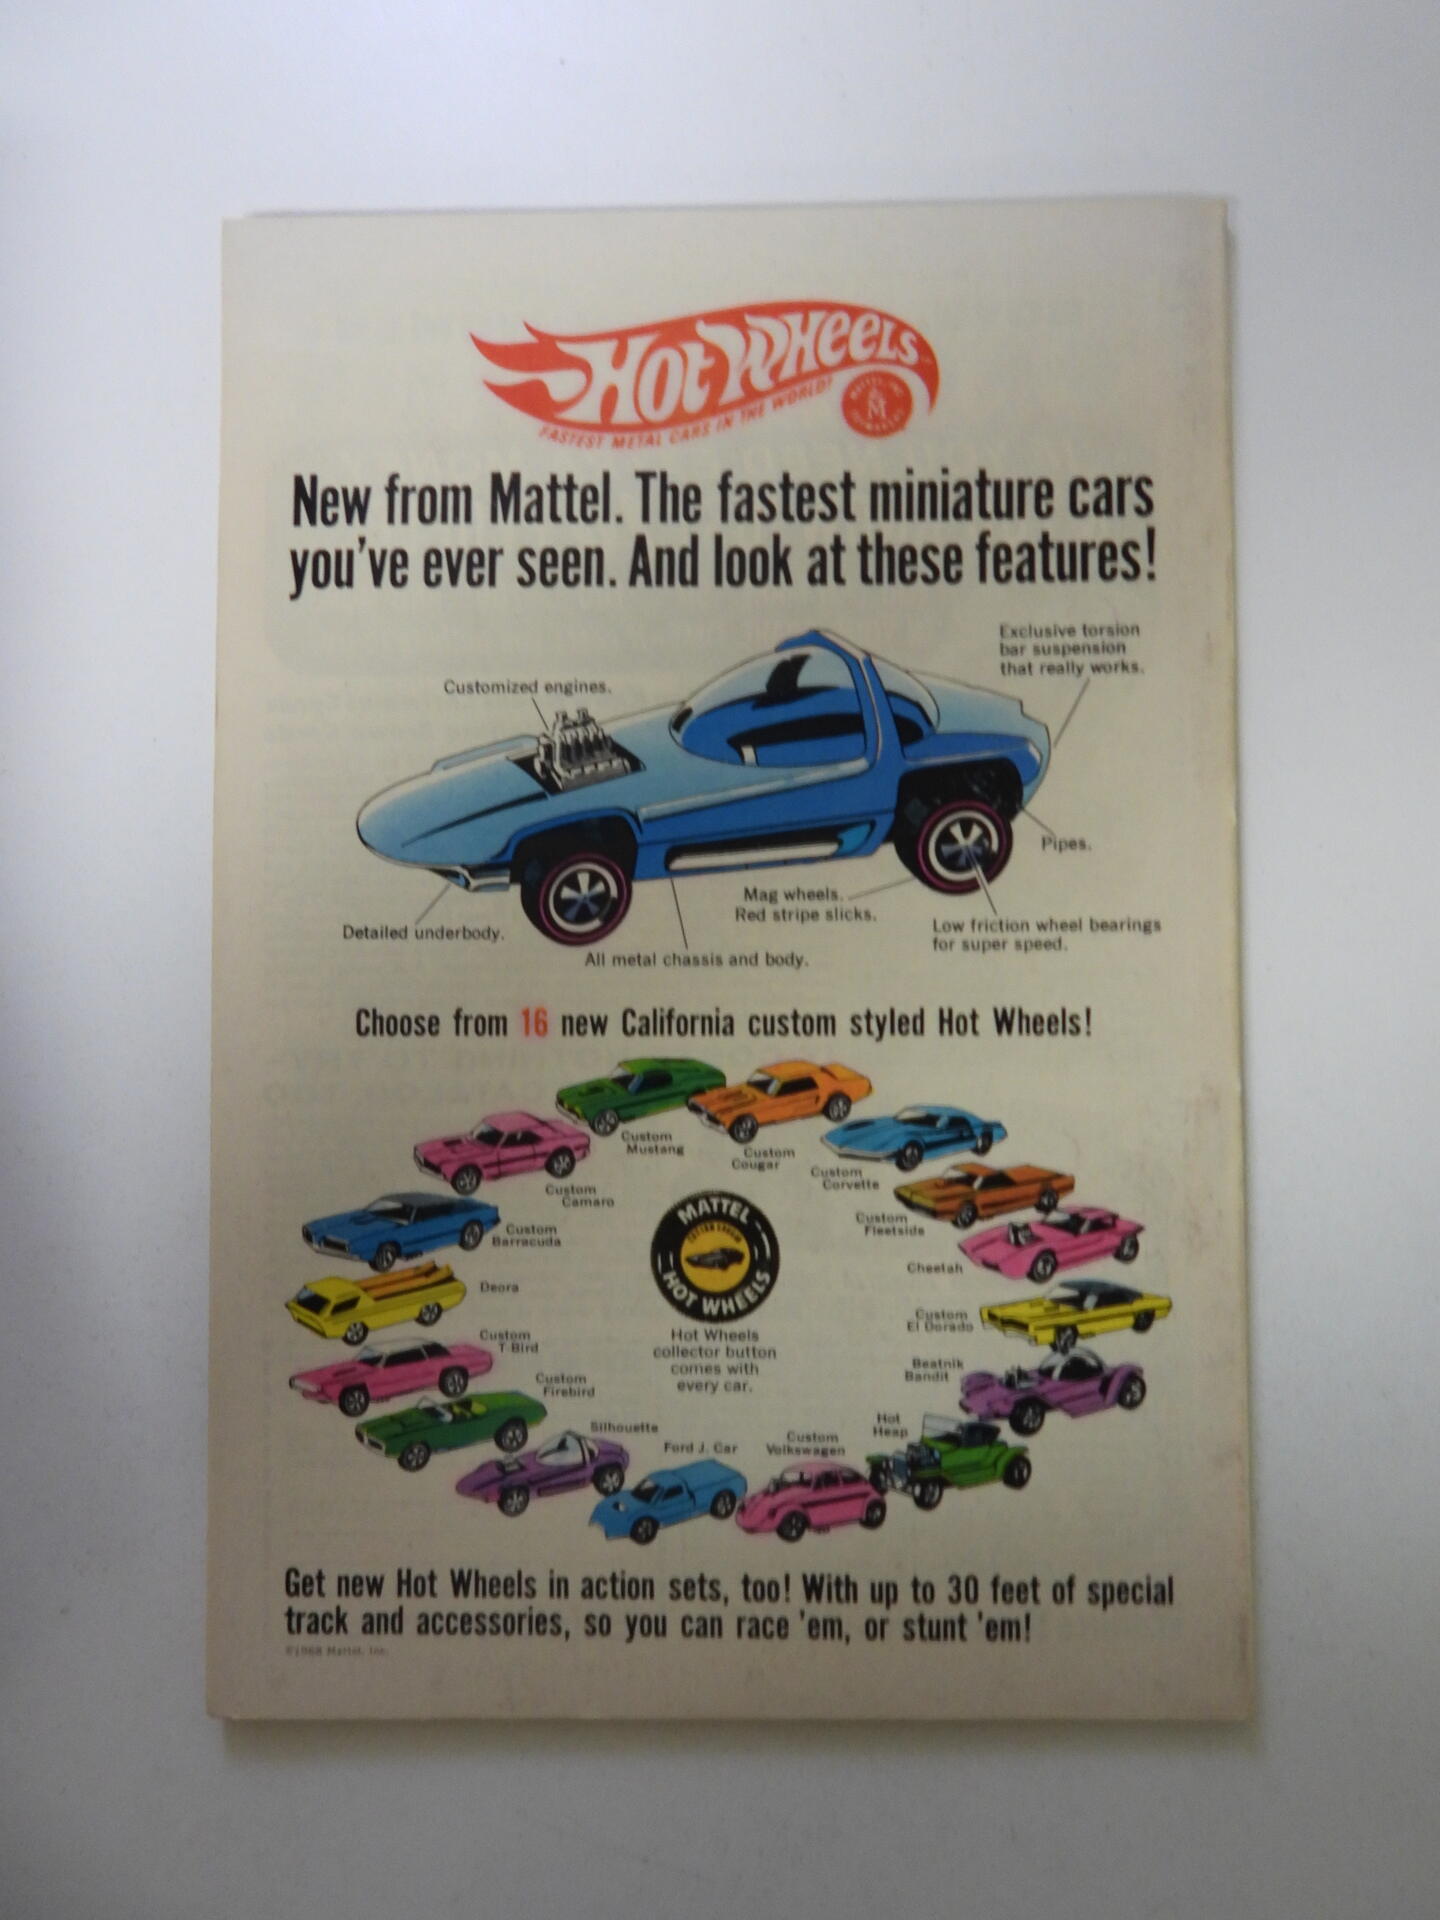 Hot Wheels
FASTEST METAL CARS IN THE WORLD!
MATTEL, INC.
M
New from Mattel. The fastest miniature cars
you've ever seen. And look at these features!
Exclusive torsion
bar suspension
that really works.
Customized engines.
Pipes.
Mag wheels.
Red stripe slicks.
Low friction wheel bearings
for super speed.
Detailed underbody.
All metal chassis and body.
Choose from 16 new California custom styled Hot Wheels!
Custom
Mustang
Custom
Cougar
Custom
Corvette
Custom
Camaro
Custom
Fleetside
Custom
Barracuda
Cheetah
Deora
Custom
El Dorado
Custom
T-Bird
Beatnik
Bandit
Custom
Firebird
Hot
Heap
Silhouette
Ford J. Car
Custom
Volkswagen
MATTEL
HOT WHEELS
Hot Wheels
collector button
comes with
every car.
Get new Hot Wheels in action sets, too! With up to 30 feet of special
track and accessories, so you can race 'em, or stunt 'em!
©1968 Mattel, Inc.